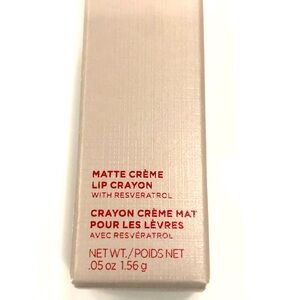 MATTE CRÈME
LIP CRAYON
WITH RESVERATROL
CRAYON CRÈME MAT
POUR LES LÈVRES
AVEC RESVÉRATROL
NET WT./POIDS NET
.05 oz 1.56 g